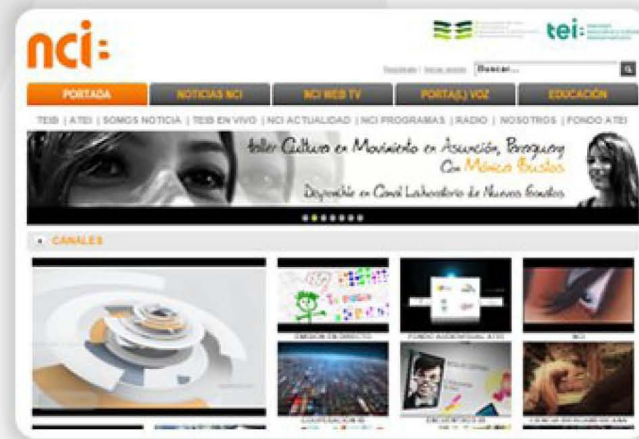 nci:
tei:
Regístrate | Iniciar sesión Buscar...
PORTADA NOTICIAS NCI NCI WEB TV PORTA(L) VOZ EDUCACIÓN
TEIB | ATEI | SOMOS NOTICIA | TEIB EN VIVO | NCI ACTUALIDAD | NCI PROGRAMAS | RADIO | NOSOTROS | FONDO ATEI
taller Cultura en Movimiento en Asunción, Paraguay
Con Mónica Bustos
Disponible en Canal Laboratorio de Nuevos formatos
CANALES
EMISIÓN EN DIRECTO FONDO AUDIOVISUAL ATEI NCI